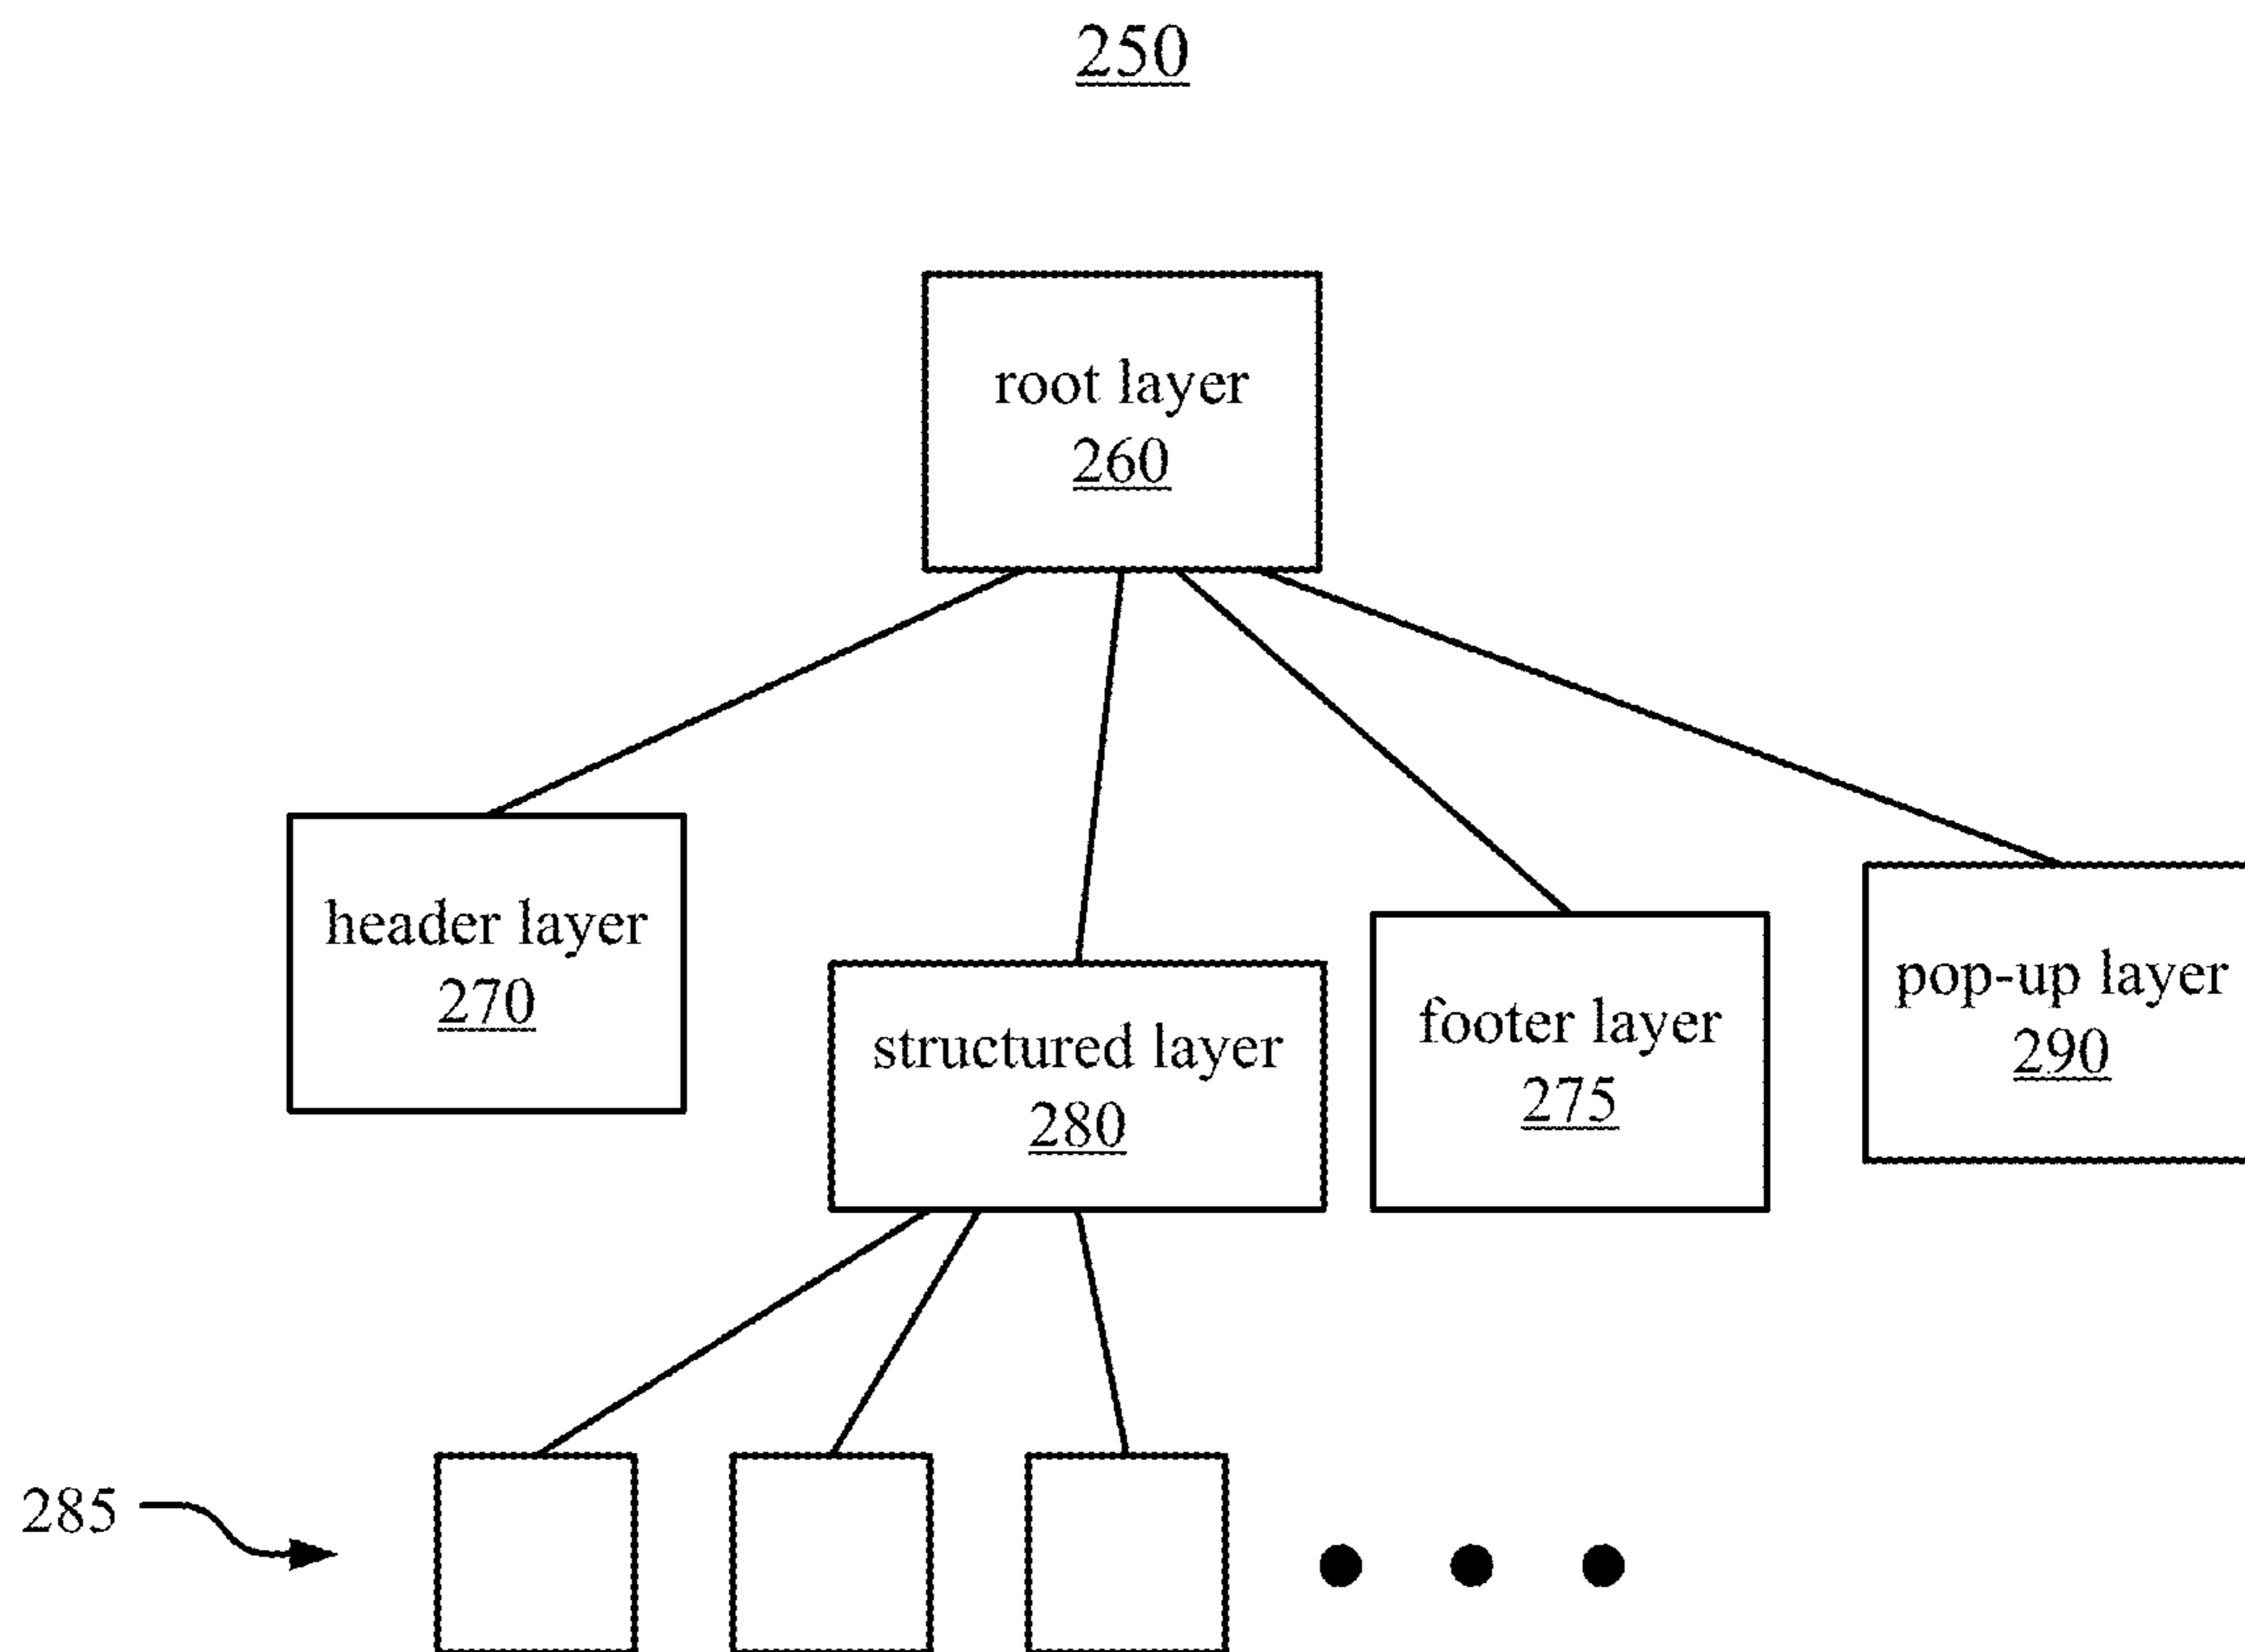 250
root layer
260
header layer
270
structured layer
280
footer layer
275
pop-up layer
290
285